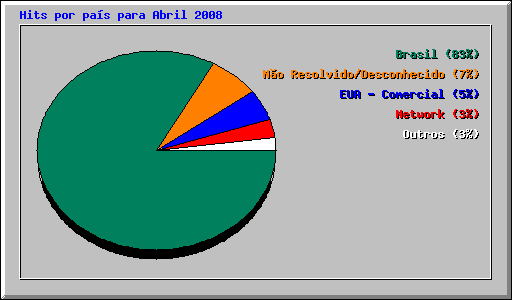 Hits por país para Abril 2008
Brasil (83%)
Não Resolvido/Desconhecido (7%)
EUA - Comercial (5%)
Network (3%)
Outros (3%)